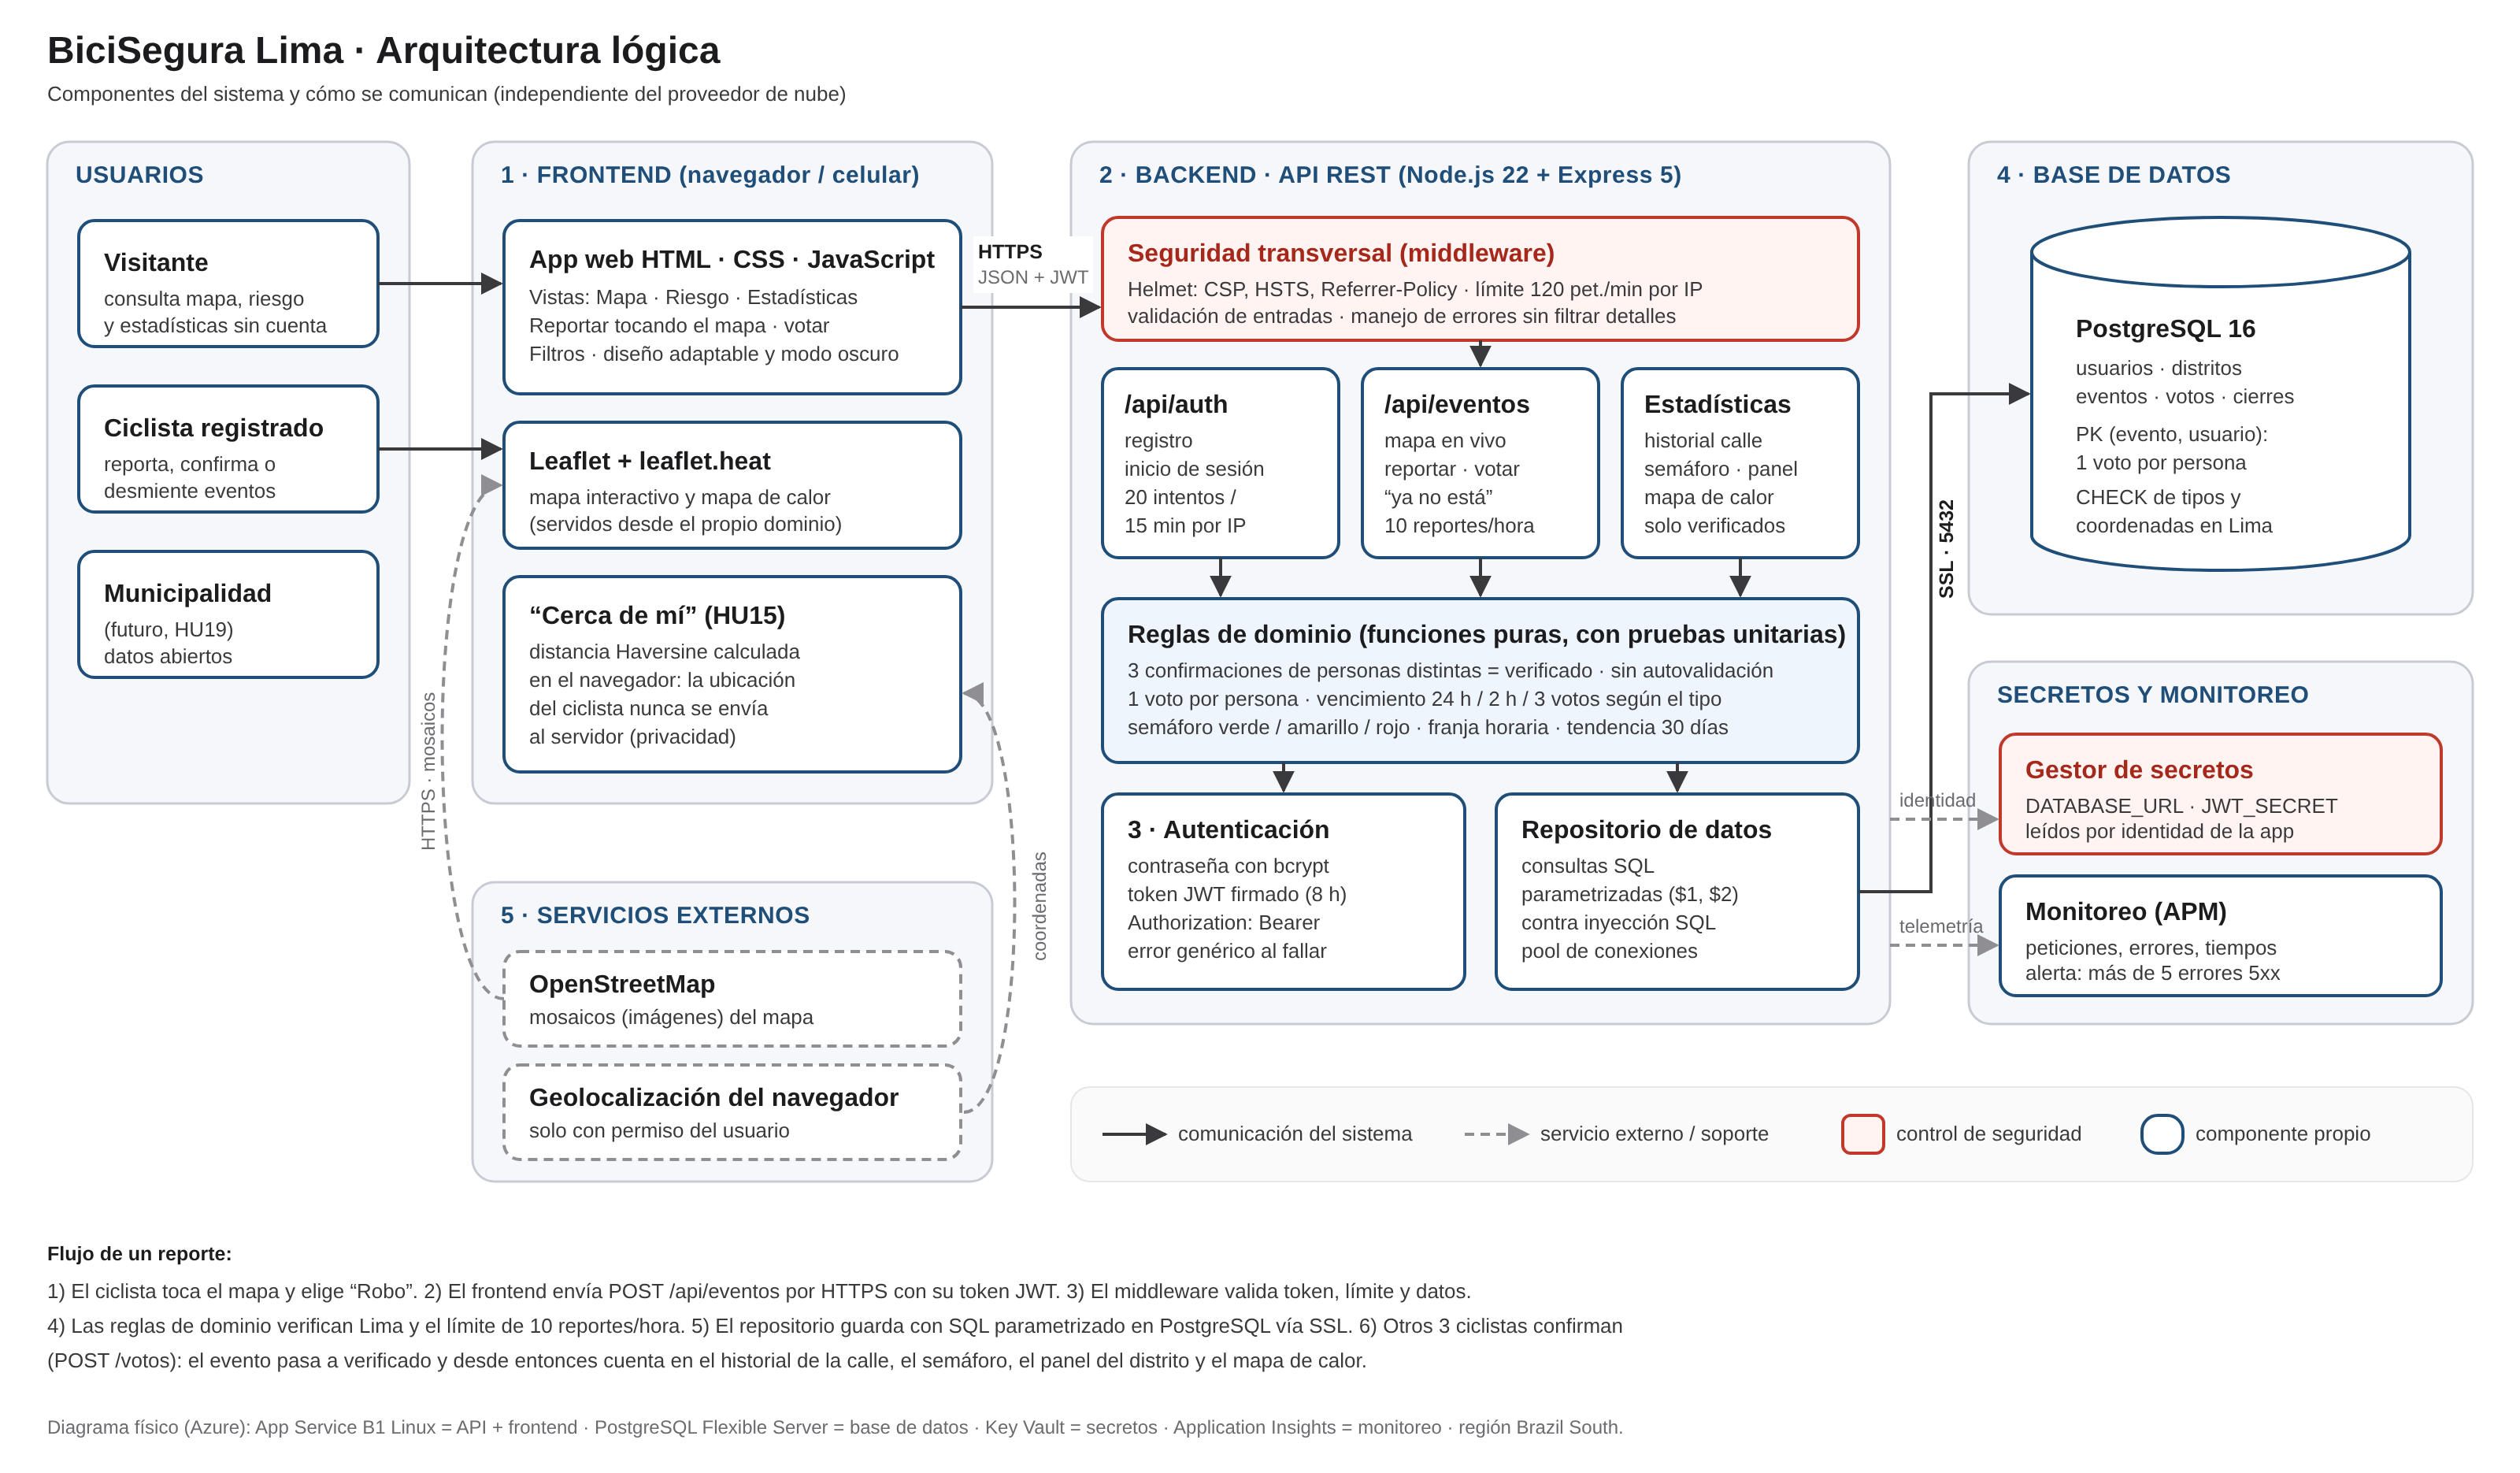 BiciSegura Lima · Arquitectura lógica
Componentes del sistema y cómo se comunican (independiente del proveedor de nube)
USUARIOS
Visitante
consulta mapa, riesgo
y estadísticas sin cuenta
Ciclista registrado
reporta, confirma o
desmiente eventos
Municipalidad
(futuro, HU19)
datos abiertos
1 · FRONTEND (navegador / celular)
App web HTML · CSS · JavaScript
Vistas: Mapa · Riesgo · Estadísticas
Reportar tocando el mapa · votar
Filtros · diseño adaptable y modo oscuro
Leaflet + leaflet.heat
mapa interactivo y mapa de calor
(servidos desde el propio dominio)
“Cerca de mí” (HU15)
distancia Haversine calculada
en el navegador: la ubicación
del ciclista nunca se envía
al servidor (privacidad)
HTTPS · mosaicos
5 · SERVICIOS EXTERNOS
OpenStreetMap
mosaicos (imágenes) del mapa
Geolocalización del navegador
solo con permiso del usuario
coordenadas
HTTPS
JSON + JWT
2 · BACKEND · API REST (Node.js 22 + Express 5)
Seguridad transversal (middleware)
Helmet: CSP, HSTS, Referrer-Policy · límite 120 pet./min por IP
validación de entradas · manejo de errores sin filtrar detalles
/api/auth
registro
inicio de sesión
20 intentos /
15 min por IP
/api/eventos
mapa en vivo
reportar · votar
“ya no está”
10 reportes/hora
Estadísticas
historial calle
semáforo · panel
mapa de calor
solo verificados
Reglas de dominio (funciones puras, con pruebas unitarias)
3 confirmaciones de personas distintas = verificado · sin autovalidación
1 voto por persona · vencimiento 24 h / 2 h / 3 votos según el tipo
semáforo verde / amarillo / rojo · franja horaria · tendencia 30 días
3 · Autenticación
contraseña con bcrypt
token JWT firmado (8 h)
Authorization: Bearer
error genérico al fallar
Repositorio de datos
consultas SQL
parametrizadas ($1, $2)
contra inyección SQL
pool de conexiones
SSL · 5432
identidad
telemetría
4 · BASE DE DATOS
PostgreSQL 16
usuarios · distritos
eventos · votos · cierres
PK (evento, usuario):
1 voto por persona
CHECK de tipos y
coordenadas en Lima
SECRETOS Y MONITOREO
Gestor de secretos
DATABASE_URL · JWT_SECRET
leídos por identidad de la app
Monitoreo (APM)
peticiones, errores, tiempos
alerta: más de 5 errores 5xx
comunicación del sistema
servicio externo / soporte
control de seguridad
componente propio
Flujo de un reporte:
1) El ciclista toca el mapa y elige “Robo”. 2) El frontend envía POST /api/eventos por HTTPS con su token JWT. 3) El middleware valida token, límite y datos.
4) Las reglas de dominio verifican Lima y el límite de 10 reportes/hora. 5) El repositorio guarda con SQL parametrizado en PostgreSQL vía SSL. 6) Otros 3 ciclistas confirman
(POST /votos): el evento pasa a verificado y desde entonces cuenta en el historial de la calle, el semáforo, el panel del distrito y el mapa de calor.
Diagrama físico (Azure): App Service B1 Linux = API + frontend · PostgreSQL Flexible Server = base de datos · Key Vault = secretos · Application Insights = monitoreo · región Brazil South.